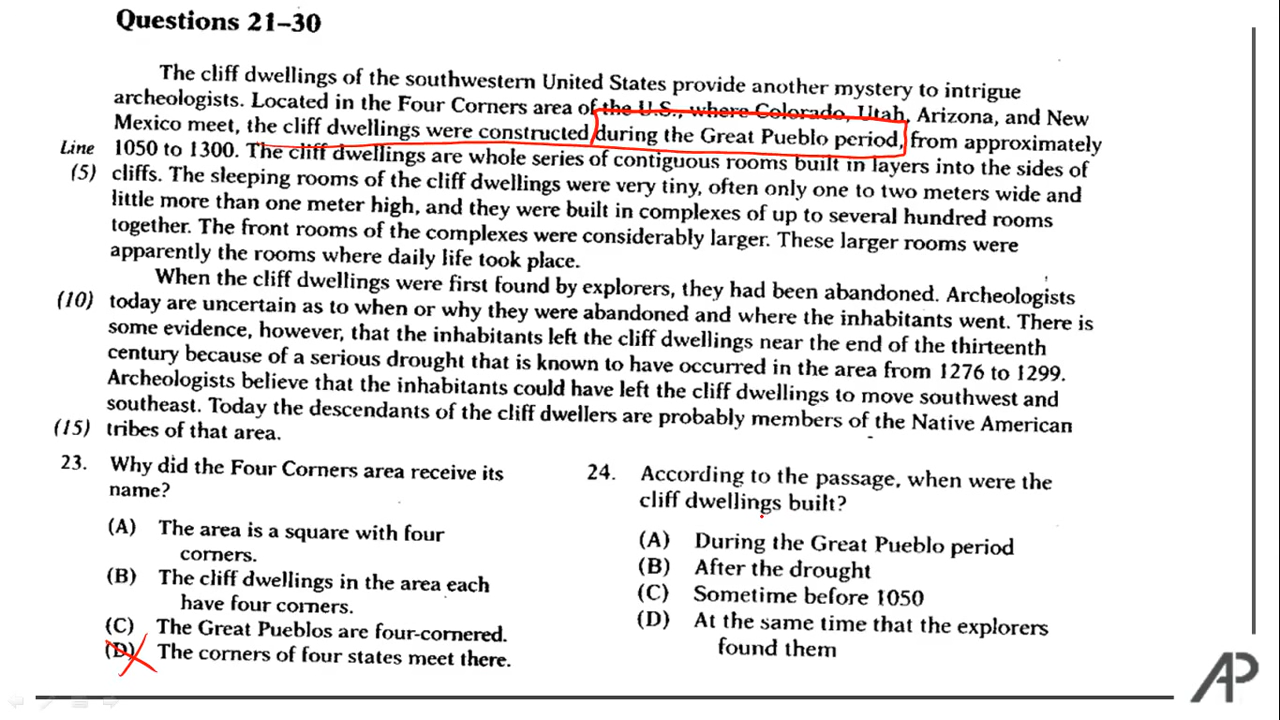 Questions 21–30
The cliff dwellings of the southwestern United States provide another mystery to intrigue
archeologists. Located in the Four Corners area of the U.S., where Colorado, Utah, Arizona, and New
Mexico meet, the cliff dwellings were constructed during the Great Pueblo period, from approximately
Line 1050 to 1300. The cliff dwellings are whole series of contiguous rooms built in layers into the sides of
(5) cliffs. The sleeping rooms of the cliff dwellings were very tiny, often only one to two meters wide and
little more than one meter high, and they were built in complexes of up to several hundred rooms
together. The front rooms of the complexes were considerably larger. These larger rooms were
apparently the rooms where daily life took place.
When the cliff dwellings were first found by explorers, they had been abandoned. Archeologists
(10) today are uncertain as to when or why they were abandoned and where the inhabitants went. There is
some evidence, however, that the inhabitants left the cliff dwellings near the end of the thirteenth
century because of a serious drought that is known to have occurred in the area from 1276 to 1299.
Archeologists believe that the inhabitants could have left the cliff dwellings to move southwest and
southeast. Today the descendants of the cliff dwellers are probably members of the Native American
(15) tribes of that area.
23. Why did the Four Corners area receive its
name?
(A) The area is a square with four
corners.
(B) The cliff dwellings in the area each
have four corners.
(C) The Great Pueblos are four-cornered.
(D) The corners of four states meet there.
24. According to the passage, when were the
cliff dwellings built?
(A) During the Great Pueblo period
(B) After the drought
(C) Sometime before 1050
(D) At the same time that the explorers
found them
AP